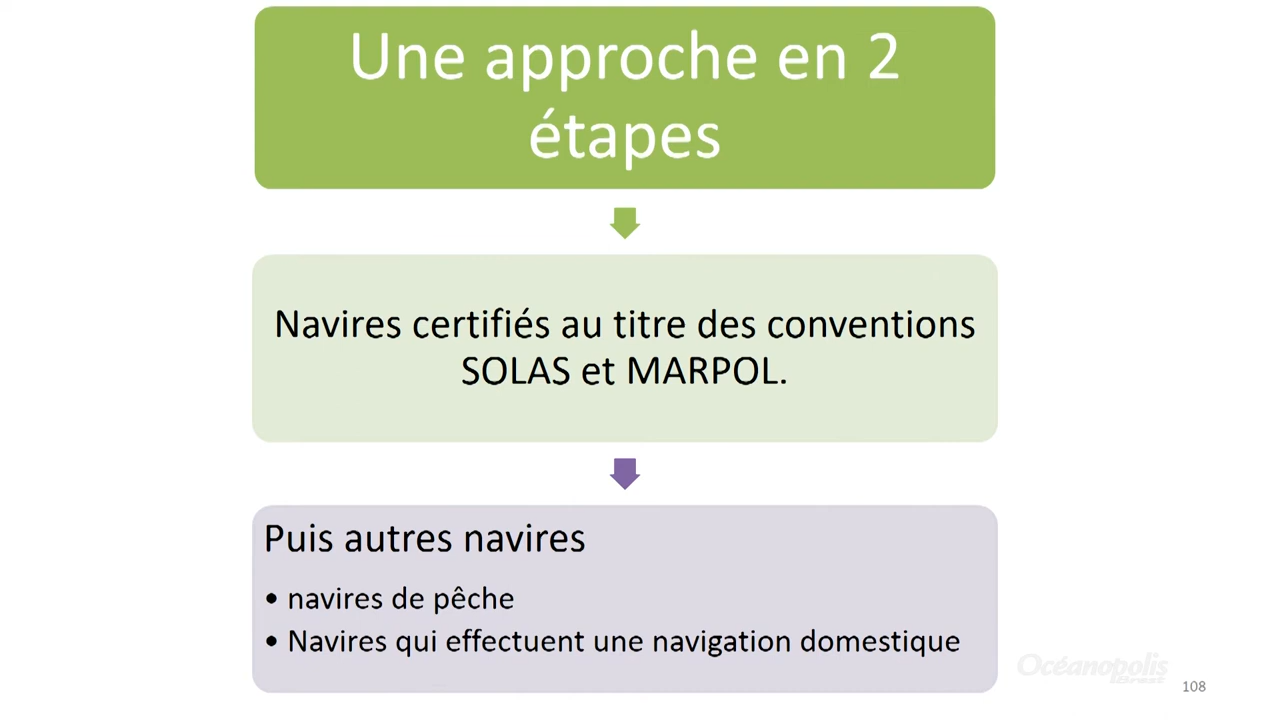 Une approche en 2
étapes
Navires certifiés au titre des conventions
SOLAS et MARPOL.
Puis autres navires
• navires de pêche
• Navires qui effectuent une navigation domestique
Océanopolis
Brest
108